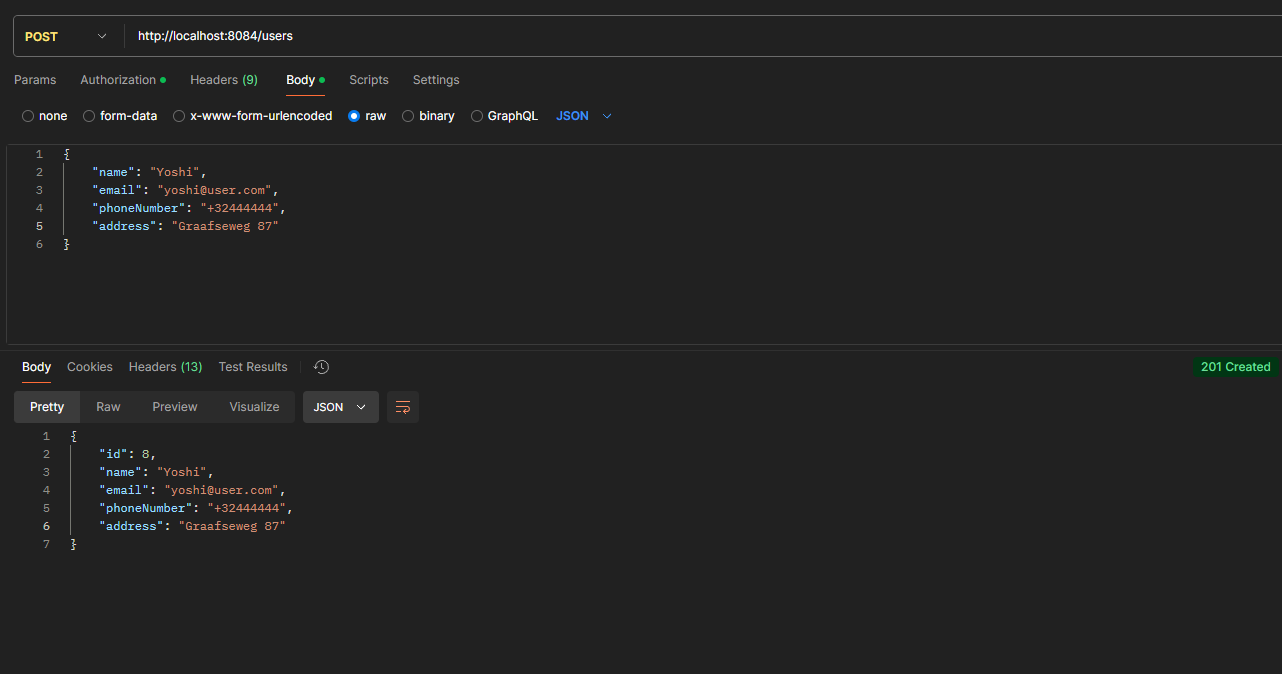 POST http://localhost:8084/users
Params Authorization Headers (9) Body Scripts Settings
none form-data x-www-form-urlencoded raw binary GraphQL JSON
1 {
2 "name": "Yoshi",
3 "email": "yoshi@user.com",
4 "phoneNumber": "+32444444",
5 "address": "Graafseweg 87"
6 }
Body Cookies Headers (13) Test Results 201 Created
Pretty Raw Preview Visualize JSON
1 {
2 "id": 8,
3 "name": "Yoshi",
4 "email": "yoshi@user.com",
5 "phoneNumber": "+32444444",
6 "address": "Graafseweg 87"
7 }